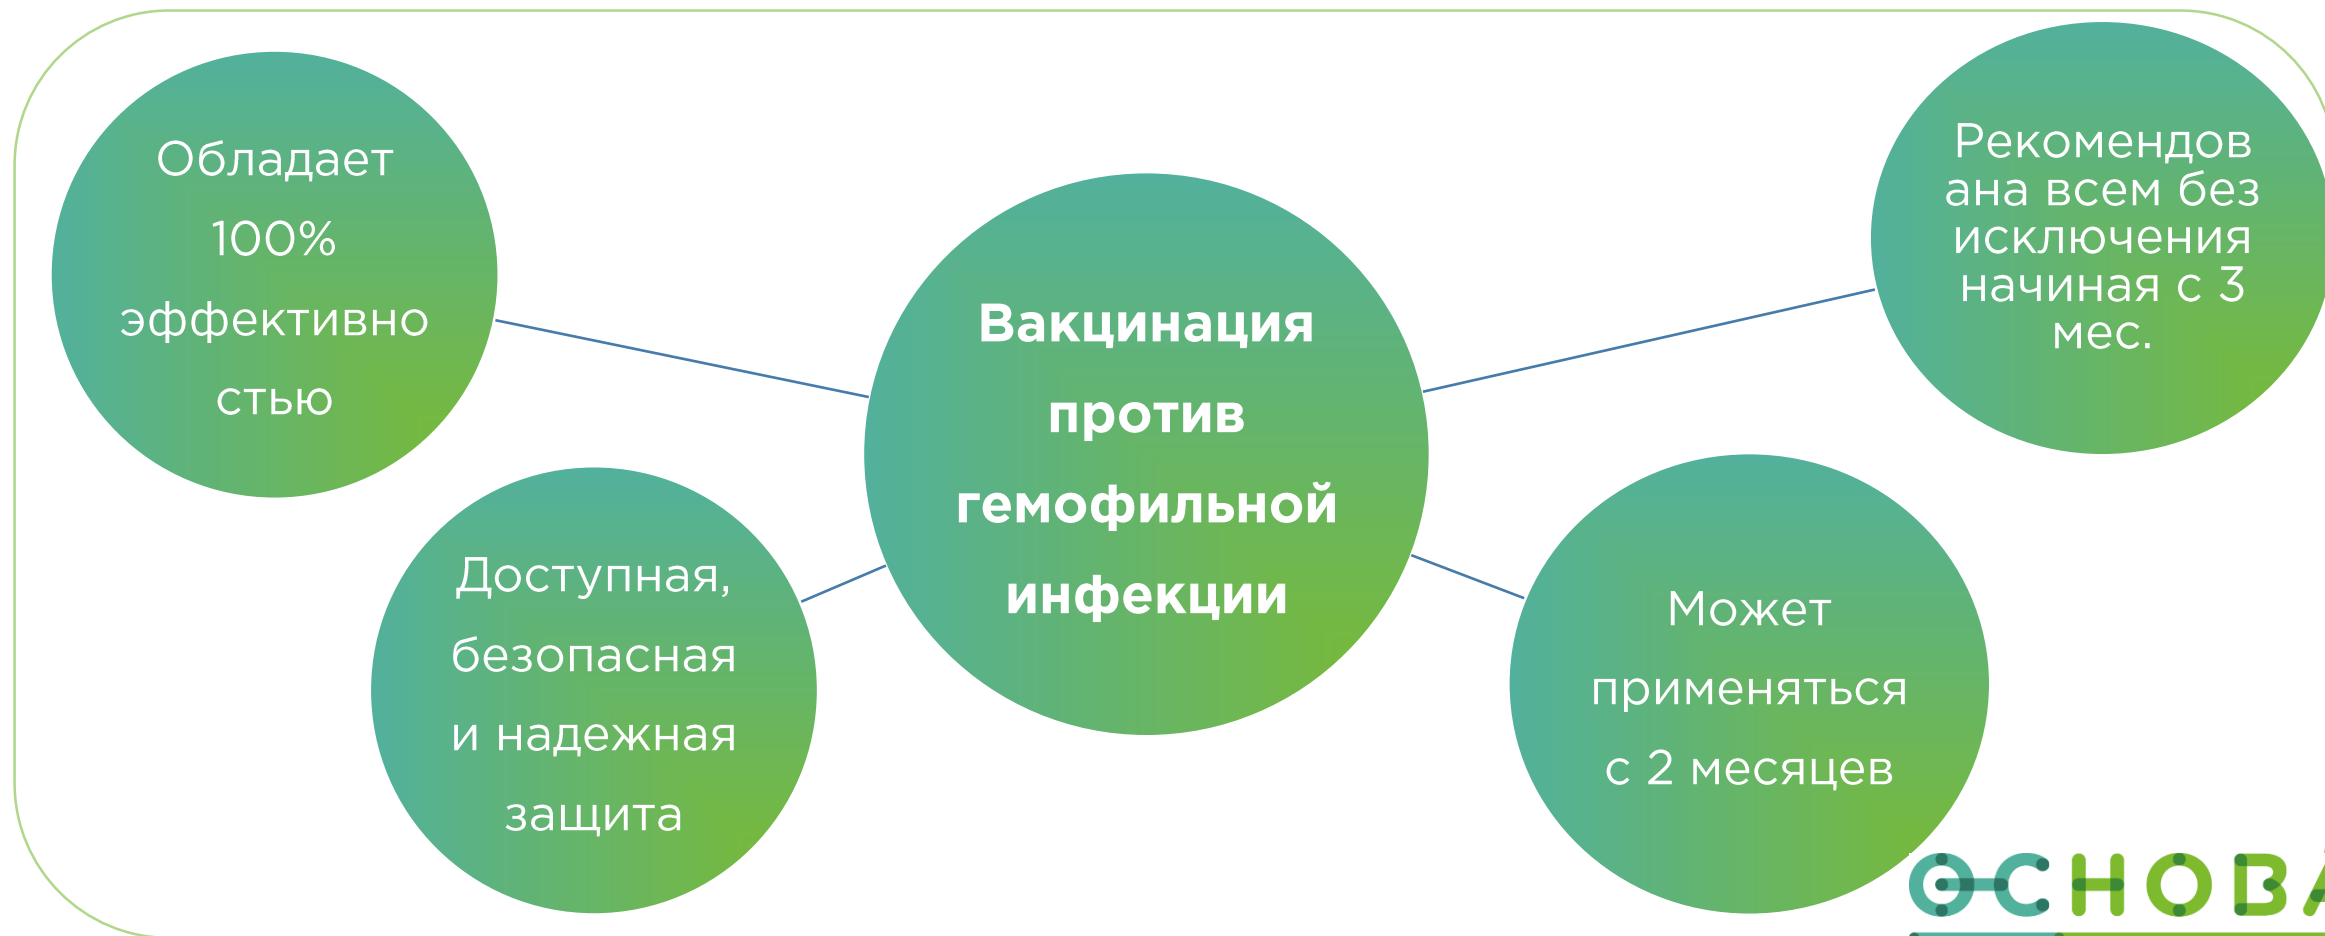 Обладает
100%
эффективно
стью
Доступная,
безопасная
и надежная
защита
Вакцинация
против
гемофильной
инфекции
Рекомендов
ана всем без
исключения
начиная с 3
мес.
Может
применяться
с 2 месяцев
ОСНОВА